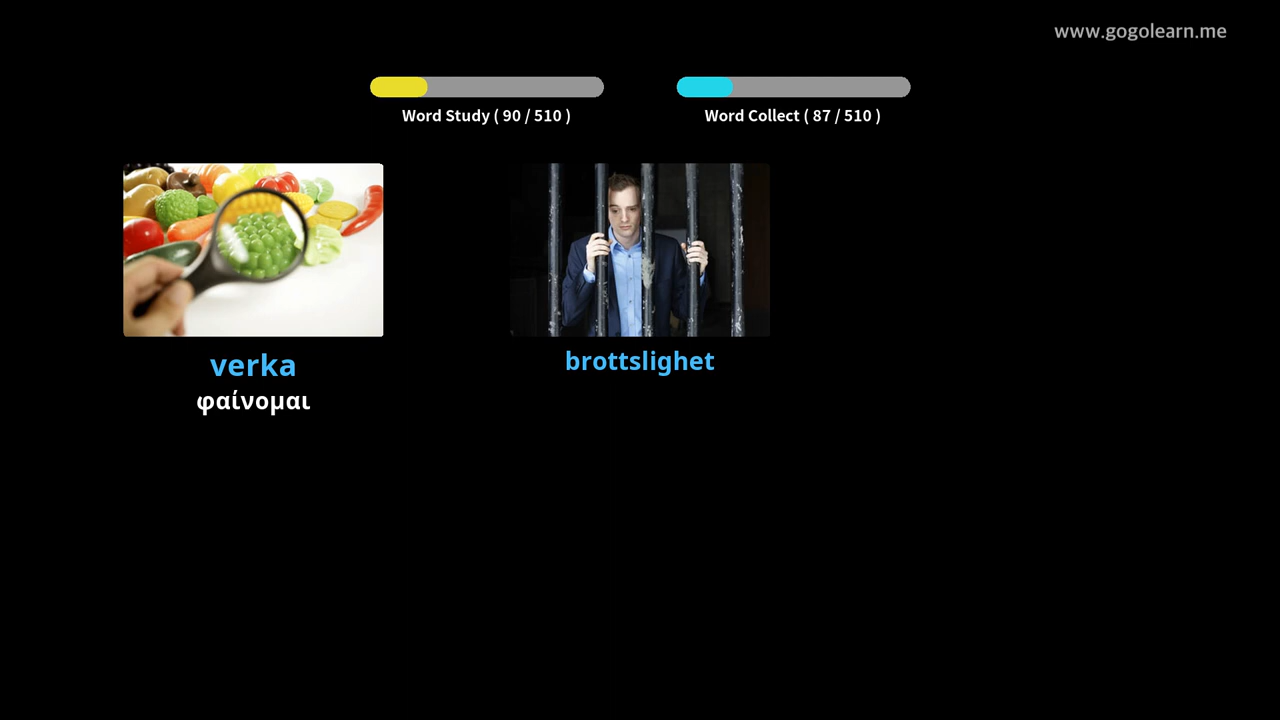 www.gogolearn.me
Word Study ( 90 / 510 )
Word Collect ( 87 / 510 )
verka
φαίνομαι
brottslighet